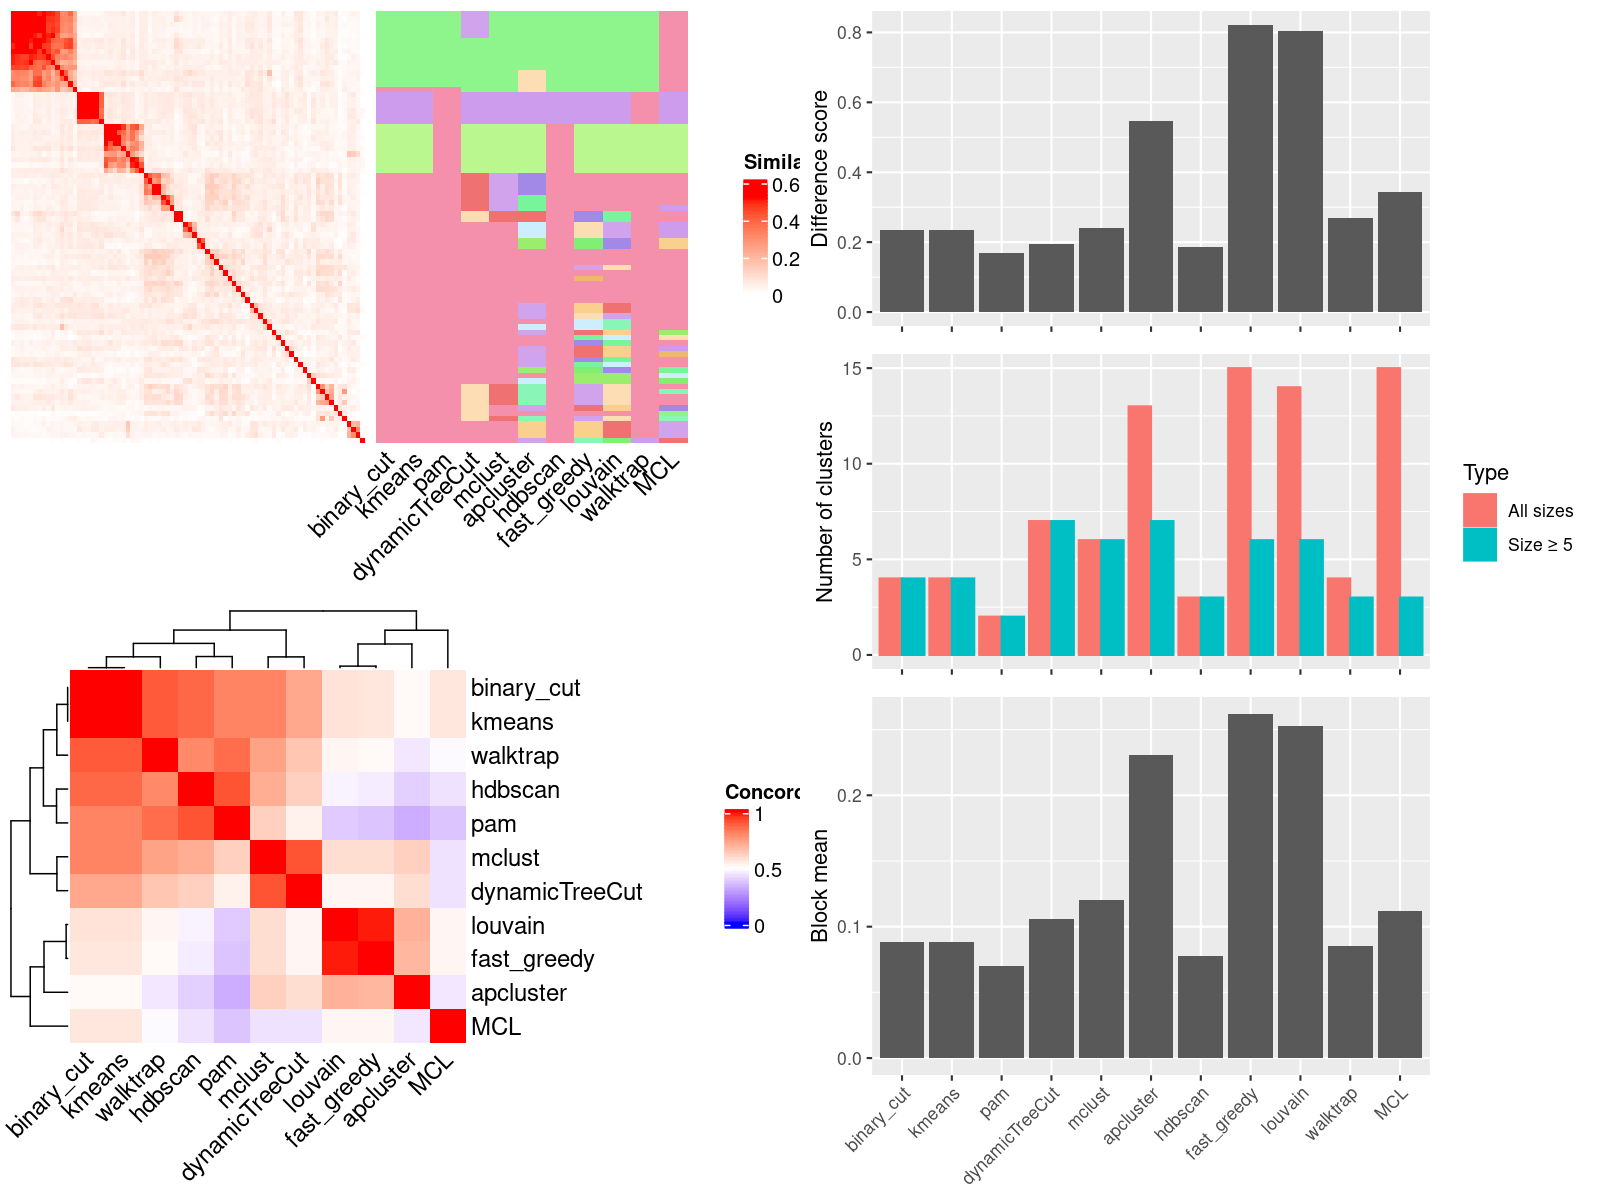 Simila
0.6
0.4
0.2
0
binary_cut
kmeans
pam
dynamicTreeCut
mclust
apcluster
hdbscan
fast_greedy
louvain
walktrap
MCL
binary_cut
kmeans
walktrap
hdbscan
pam
mclust
dynamicTreeCut
louvain
fast_greedy
apcluster
MCL
Concord
1
0.5
0
binary_cut
kmeans
walktrap
hdbscan
pam
mclust
dynamicTreeCut
louvain
fast_greedy
apcluster
MCL
Difference score
0.8
0.6
0.4
0.2
0.0
Number of clusters
15
10
5
0
Type
All sizes
Size ≥ 5
Block mean
0.2
0.1
0.0
binary_cut
kmeans
pam
dynamicTreeCut
mclust
apcluster
hdbscan
fast_greedy
louvain
walktrap
MCL